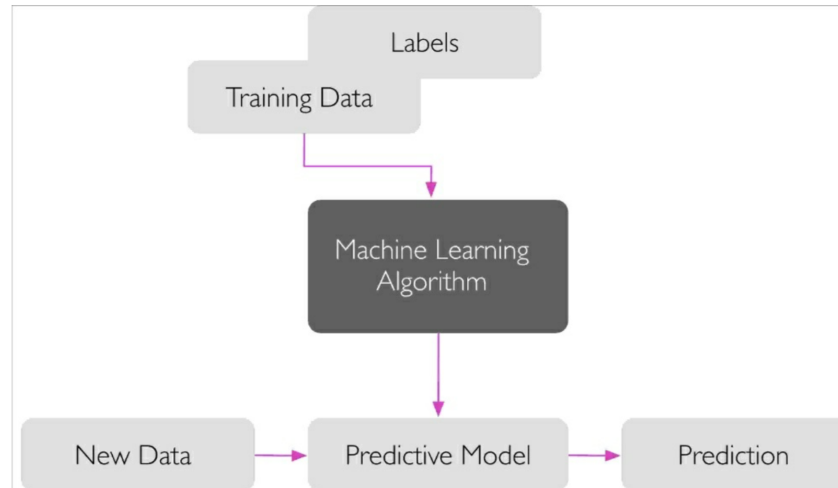 Labels
Training Data
Machine Learning
Algorithm
New Data
Predictive Model
Prediction